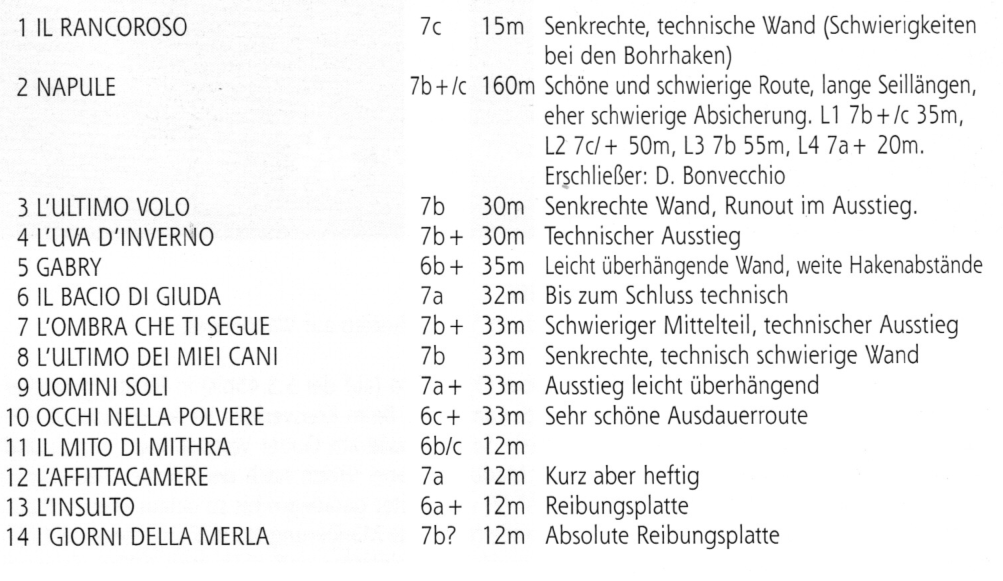 1 IL RANCOROSO 7c 15m Senkrechte, technische Wand (Schwierigkeiten
bei den Bohrhaken)
2 NAPULE 7b+/c 160m Schöne und schwierige Route, lange Seillängen,
eher schwierige Absicherung. L1 7b+/c 35m,
L2 7c/+ 50m, L3 7b 55m, L4 7a+ 20m.
Erschließer: D. Bonvecchio
3 L'ULTIMO VOLO 7b 30m Senkrechte Wand, Runout im Ausstieg.
4 L'UVA D'INVERNO 7b+ 30m Technischer Ausstieg
5 GABRY 6b+ 35m Leicht überhängende Wand, weite Hakenabstände
6 IL BACIO DI GIUDA 7a 32m Bis zum Schluss technisch
7 L'OMBRA CHE TI SEGUE 7b+ 33m Schwieriger Mittelteil, technischer Ausstieg
8 L'ULTIMO DEI MIEI CANI 7b 33m Senkrechte, technisch schwierige Wand
9 UOMINI SOLI 7a+ 33m Ausstieg leicht überhängend
10 OCCHI NELLA POLVERE 6c+ 33m Sehr schöne Ausdauerroute
11 IL MITO DI MITHRA 6b/c 12m
12 L'AFFITTACAMERE 7a 12m Kurz aber heftig
13 L'INSULTO 6a+ 12m Reibungsplatte
14 I GIORNI DELLA MERLA 7b? 12m Absolute Reibungsplatte